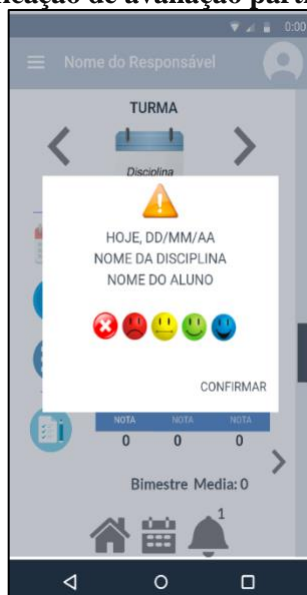 icação de avaliação parti
0:00
Nome do Responsável
TURMA
Disciplina
HOJE, DD/MM/AA
NOME DA DISCIPLINA
NOME DO ALUNO
CONFIRMAR
NOTA NOTA NOTA
0 0 0
Bimestre Media: 0
1